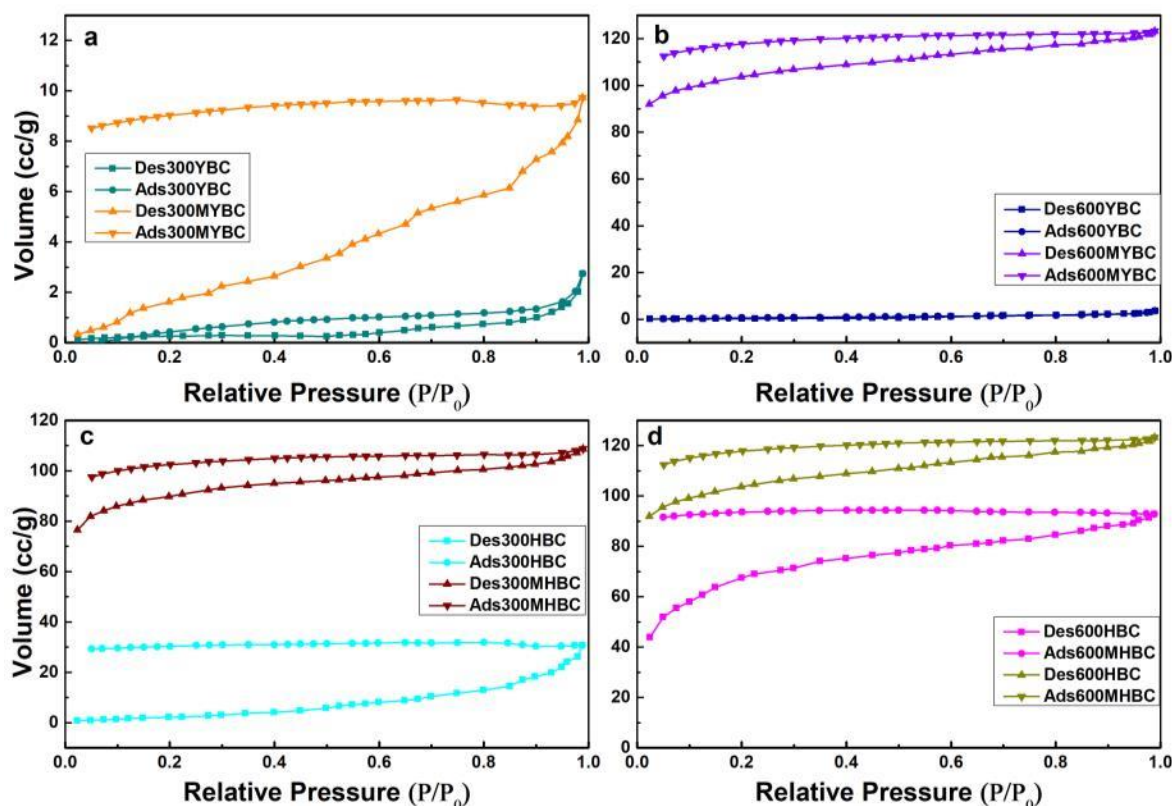 a
12
10
8
6
4
2
0
Volume (cc/g)
Des300YBC
Ads300YBC
Des300MYBC
Ads300MYBC
0.0 0.2 0.4 0.6 0.8 1.0
Relative Pressure (P/P0)
b
120
100
80
60
40
20
0
Des600YBC
Ads600YBC
Des600MYBC
Ads600MYBC
0.0 0.2 0.4 0.6 0.8 1.0
Relative Pressure (P/P0)
c
120
100
80
60
40
20
0
Volume (cc/g)
Des300HBC
Ads300HBC
Des300MHBC
Ads300MHBC
0.0 0.2 0.4 0.6 0.8 1.0
Relative Pressure (P/P0)
d
120
100
80
60
40
20
0
Des600HBC
Ads600MHBC
Des600HBC
Ads600MHBC
0.0 0.2 0.4 0.6 0.8 1.0
Relative Pressure (P/P0)